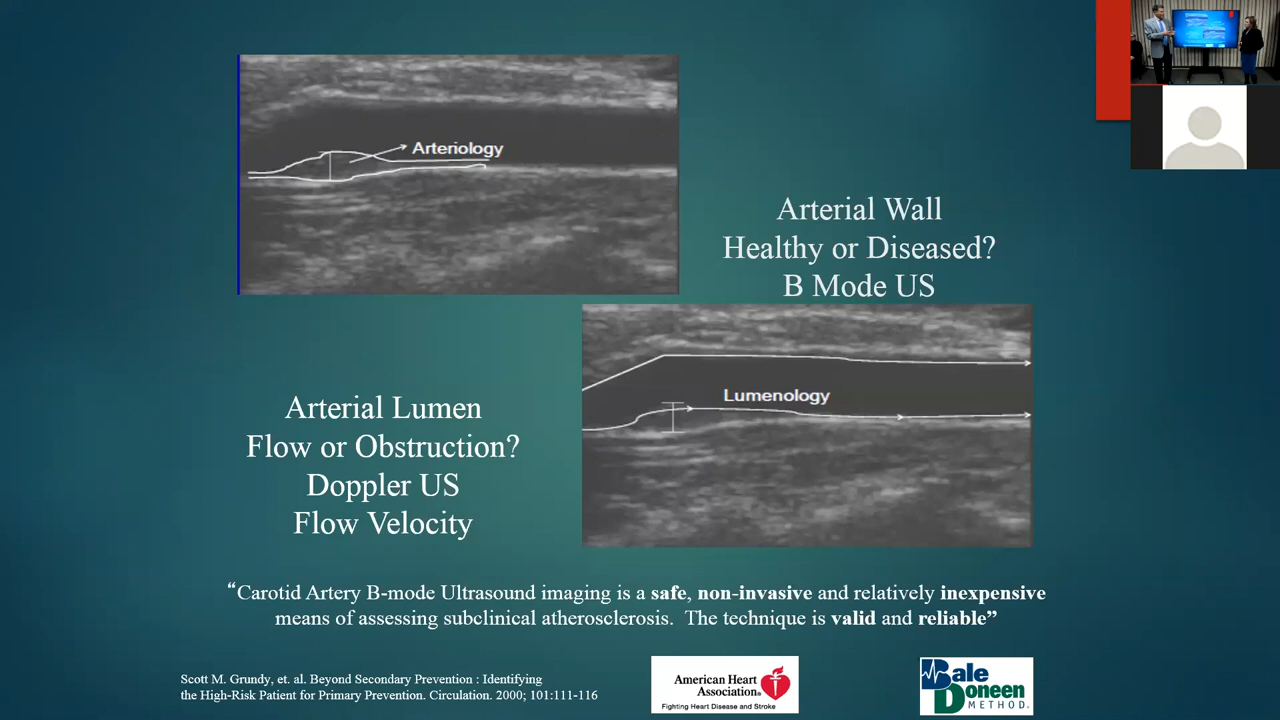 Arteriology
Arterial Wall
Healthy or Diseased?
B Mode US
Lumenology
Arterial Lumen
Flow or Obstruction?
Doppler US
Flow Velocity
“Carotid Artery B-mode Ultrasound imaging is a safe, non-invasive and relatively inexpensive
means of assessing subclinical atherosclerosis. The technique is valid and reliable”
Scott M. Grundy, et. al. Beyond Secondary Prevention : Identifying
the High-Risk Patient for Primary Prevention. Circulation. 2000; 101:111-116
American Heart
Association®
Fighting Heart Disease and Stroke
Bale
Doneen
METHOD.